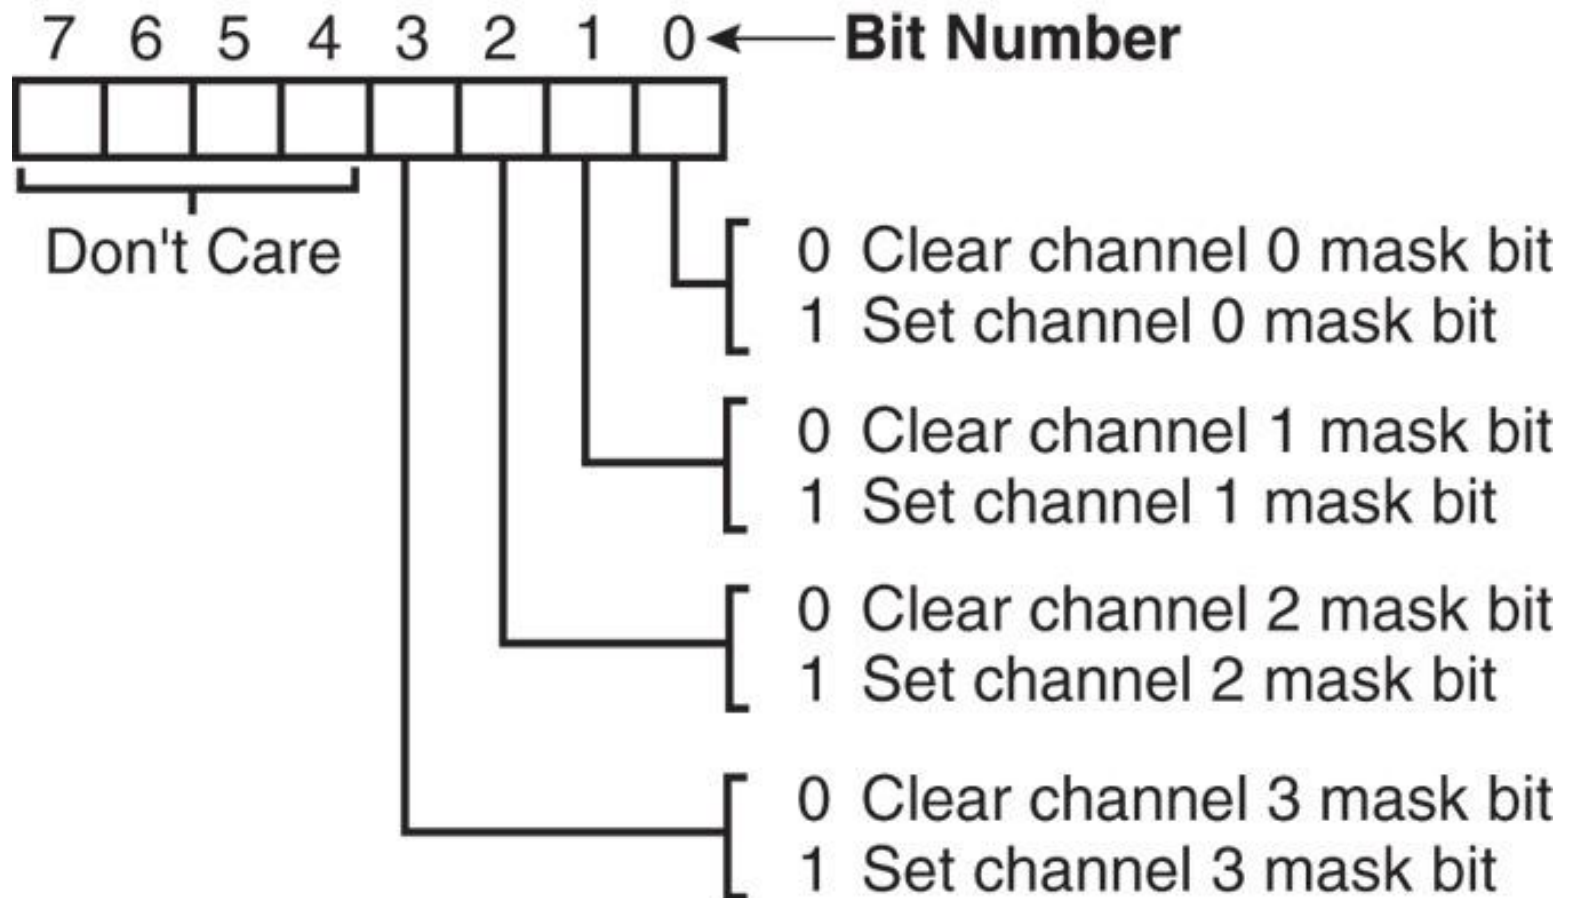 7 6 5 4 3 2 1 0 Bit Number
Don't Care
0 Clear channel 0 mask bit
1 Set channel 0 mask bit
0 Clear channel 1 mask bit
1 Set channel 1 mask bit
0 Clear channel 2 mask bit
1 Set channel 2 mask bit
0 Clear channel 3 mask bit
1 Set channel 3 mask bit